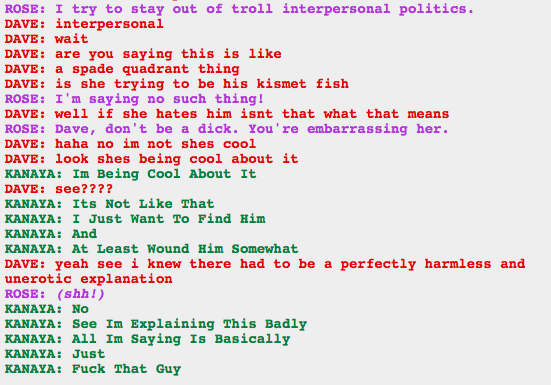 ROSE: I try to stay out of troll interpersonal politics.
DAVE: interpersonal
DAVE: wait
DAVE: are you saying this is like
DAVE: a spade quadrant thing
DAVE: is she trying to be his kismet fish
ROSE: I'm saying no such thing!
DAVE: well if she hates him isnt that what that means
ROSE: Dave, don't be a dick. You're embarrassing her.
DAVE: haha no im not shes cool
DAVE: look shes being cool about it
KANAYA: Im Being Cool About It
DAVE: see????
KANAYA: Its Not Like That
KANAYA: I Just Want To Find Him
KANAYA: And
KANAYA: At Least Wound Him Somewhat
DAVE: yeah see i knew there had to be a perfectly harmless and
unerotic explanation
ROSE: (shh!)
KANAYA: No
KANAYA: See Im Explaining This Badly
KANAYA: All Im Saying Is Basically
KANAYA: Just
KANAYA: Fuck That Guy